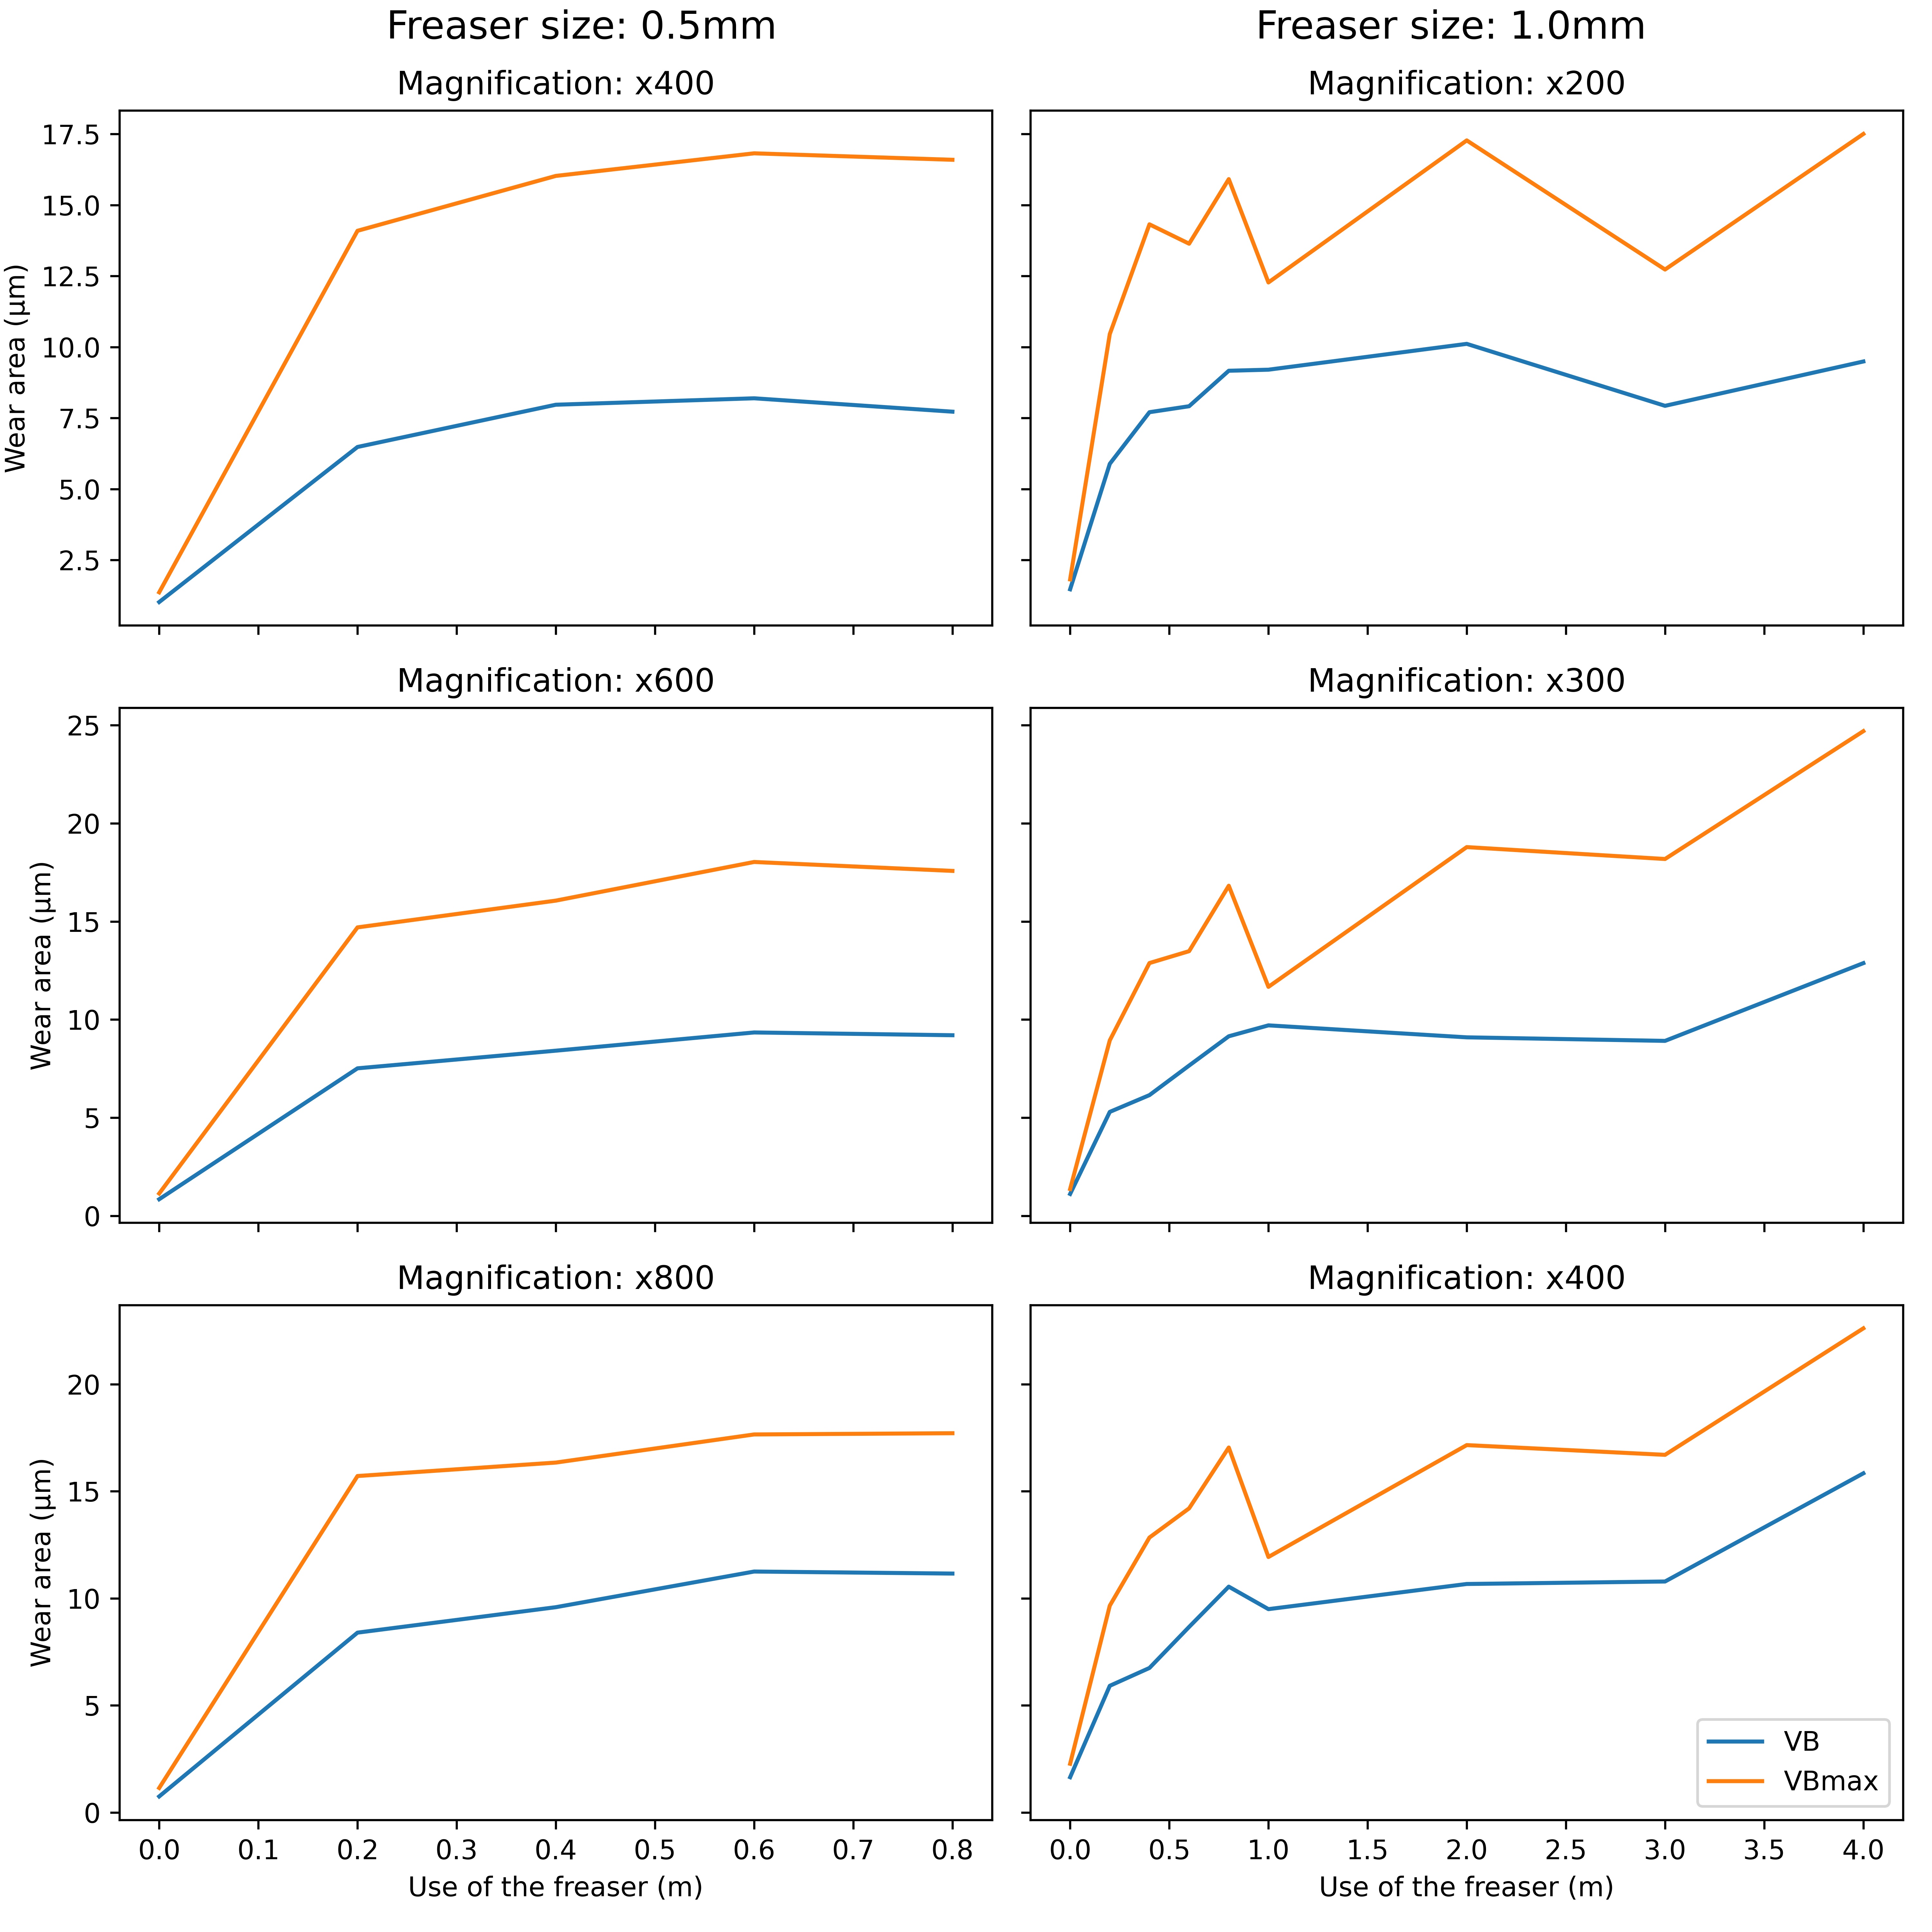 Freaser size: 0.5mm
Freaser size: 1.0mm
Magnification: x400
Magnification: x200
17.5
15.0
12.5
10.0
7.5
5.0
2.5
Wear area (µm)
Magnification: x600
Magnification: x300
25
20
15
10
5
0
Wear area (µm)
Magnification: x800
Magnification: x400
20
15
10
5
0
Wear area (µm)
VB
VBmax
0.0 0.1 0.2 0.3 0.4 0.5 0.6 0.7 0.8
0.0 0.5 1.0 1.5 2.0 2.5 3.0 3.5 4.0
Use of the freaser (m)
Use of the freaser (m)